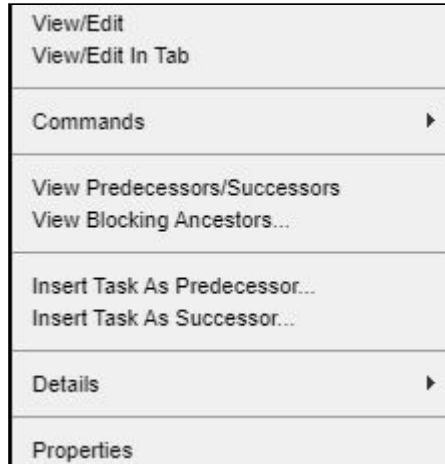 View/Edit
View/Edit In Tab
Commands
View Predecessors/Successors
View Blocking Ancestors...
Insert Task As Predecessor...
Insert Task As Successor...
Details
Properties